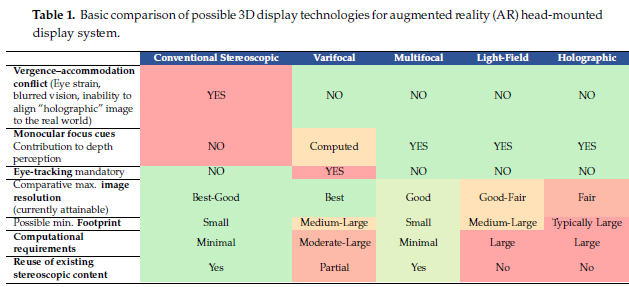 Table 1. Basic comparison of possible 3D display technologies for augmented reality (AR) head-mounted
display system.
Conventional Stereoscopic Varifocal Multifocal Light-Field Holographic
Vergence–accommodation
conflict (Eye strain,
blurred vision, inability to
align "holographic" image
to the real world)
YES NO NO NO NO
Monocular focus cues
Contribution to depth
perception
NO Computed YES YES YES
Eye-tracking mandatory NO YES NO NO NO
Comparative max. image
resolution
(currently attainable)
Best-Good Best Good Good-Fair Fair
Possible min. Footprint Small Medium-Large Small Medium-Large Typically Large
Computational
requirements
Minimal Moderate-Large Minimal Large Large
Reuse of existing
stereoscopic content
Yes Partial Yes No No